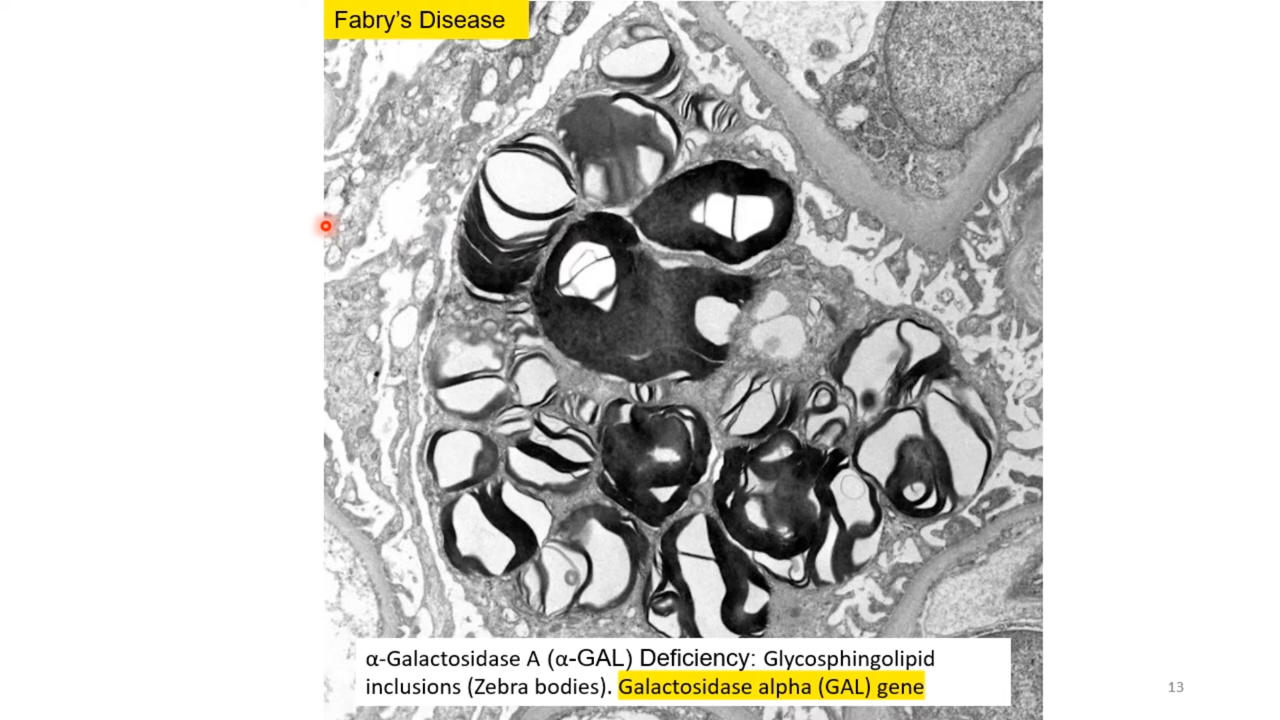 Fabry’s Disease
α-Galactosidase A (α-GAL) Deficiency: Glycosphingolipid
inclusions (Zebra bodies). Galactosidase alpha (GAL) gene
13